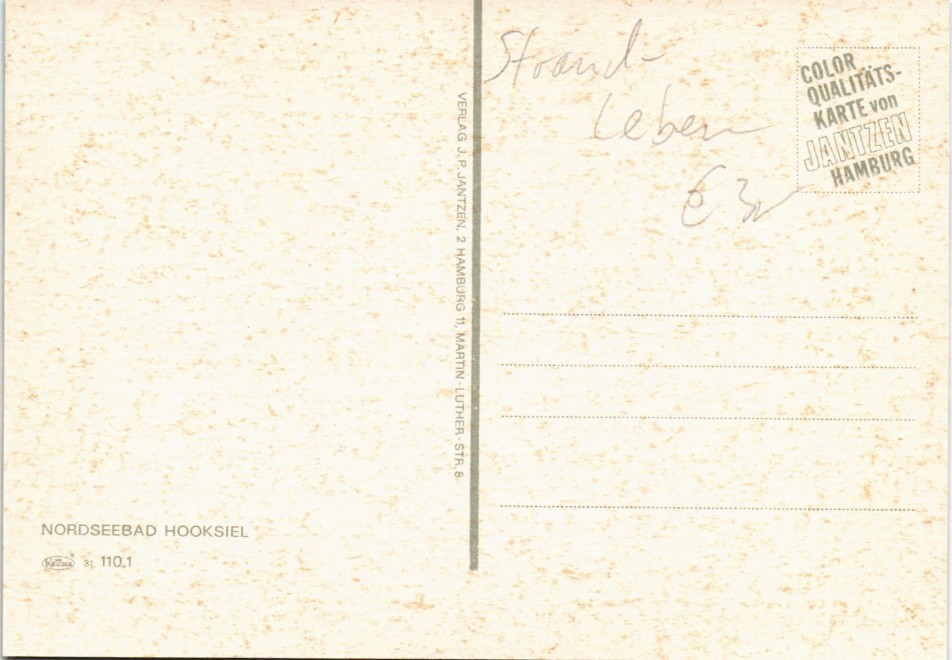 Strand-
leben
€ 3,-
COLOR
QUALITÄTS-
KARTE von
JANTZEN
HAMBURG
VERLAG J. P. JANTZEN, 2 HAMBURG 11, MARTIN-LUTHER-STR. 8
NORDSEEBAD HOOKSIEL
KRÜGER 31 110.1